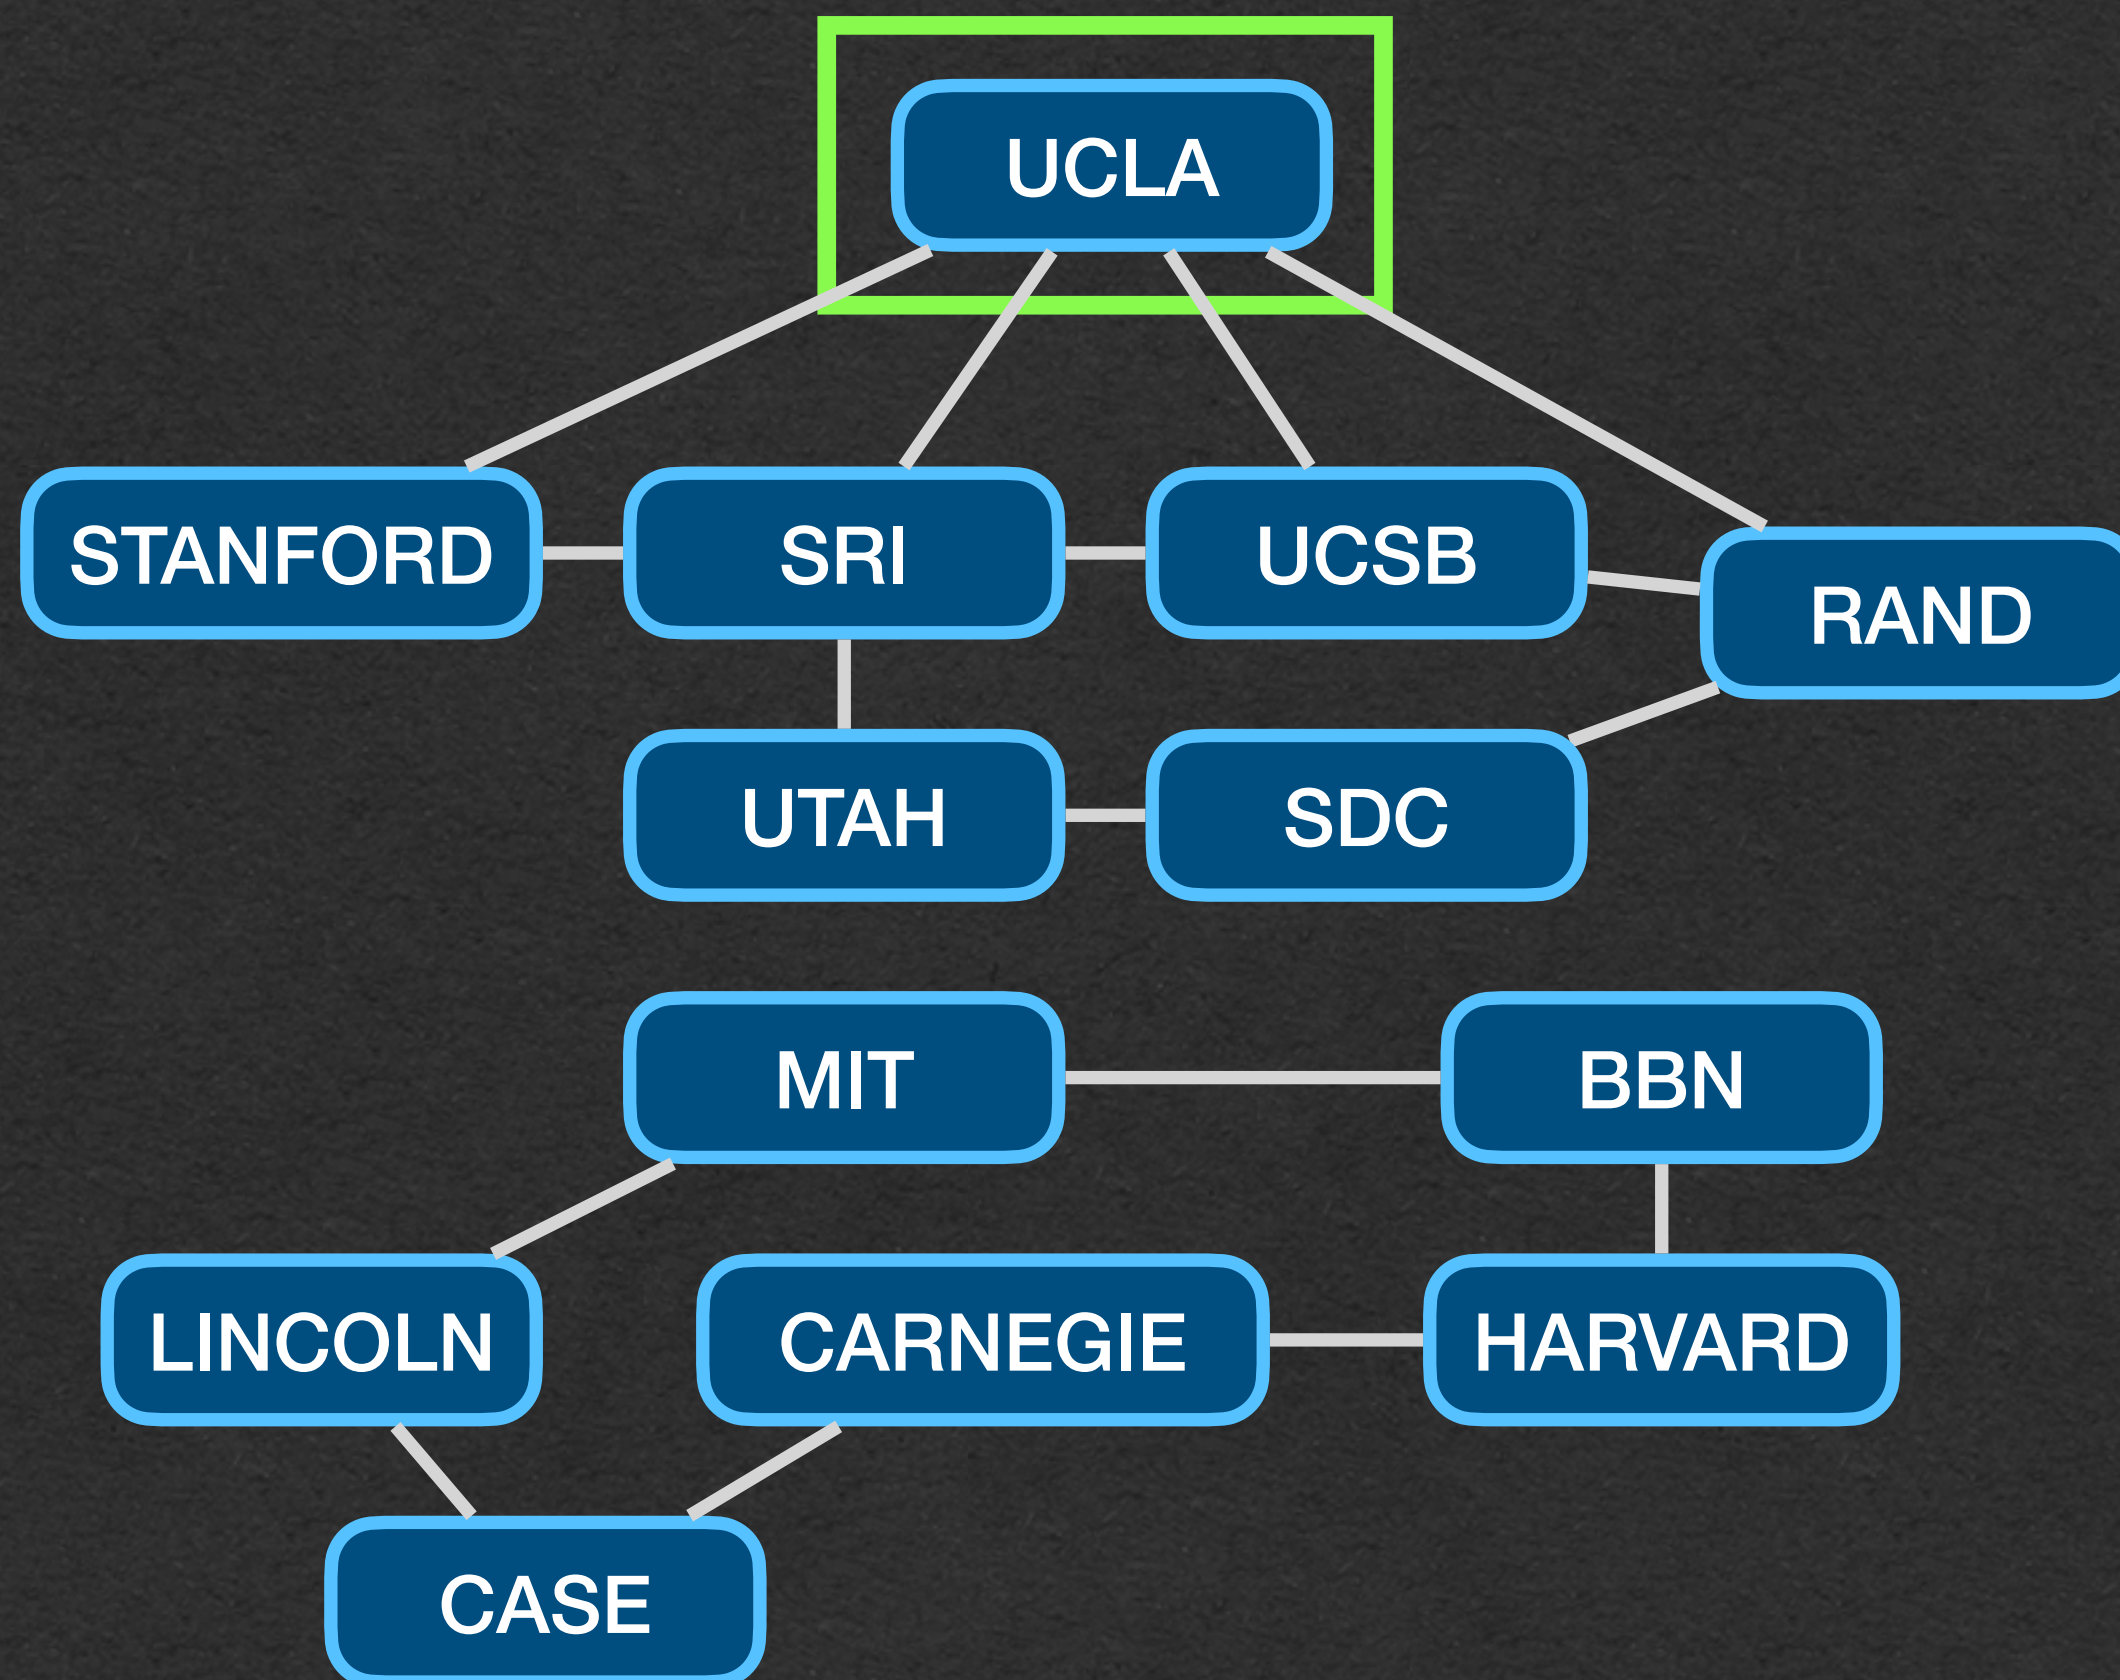 UCLA
STANFORD
SRI
UCSB
RAND
UTAH
SDC
MIT
BBN
LINCOLN
CARNEGIE
HARVARD
CASE